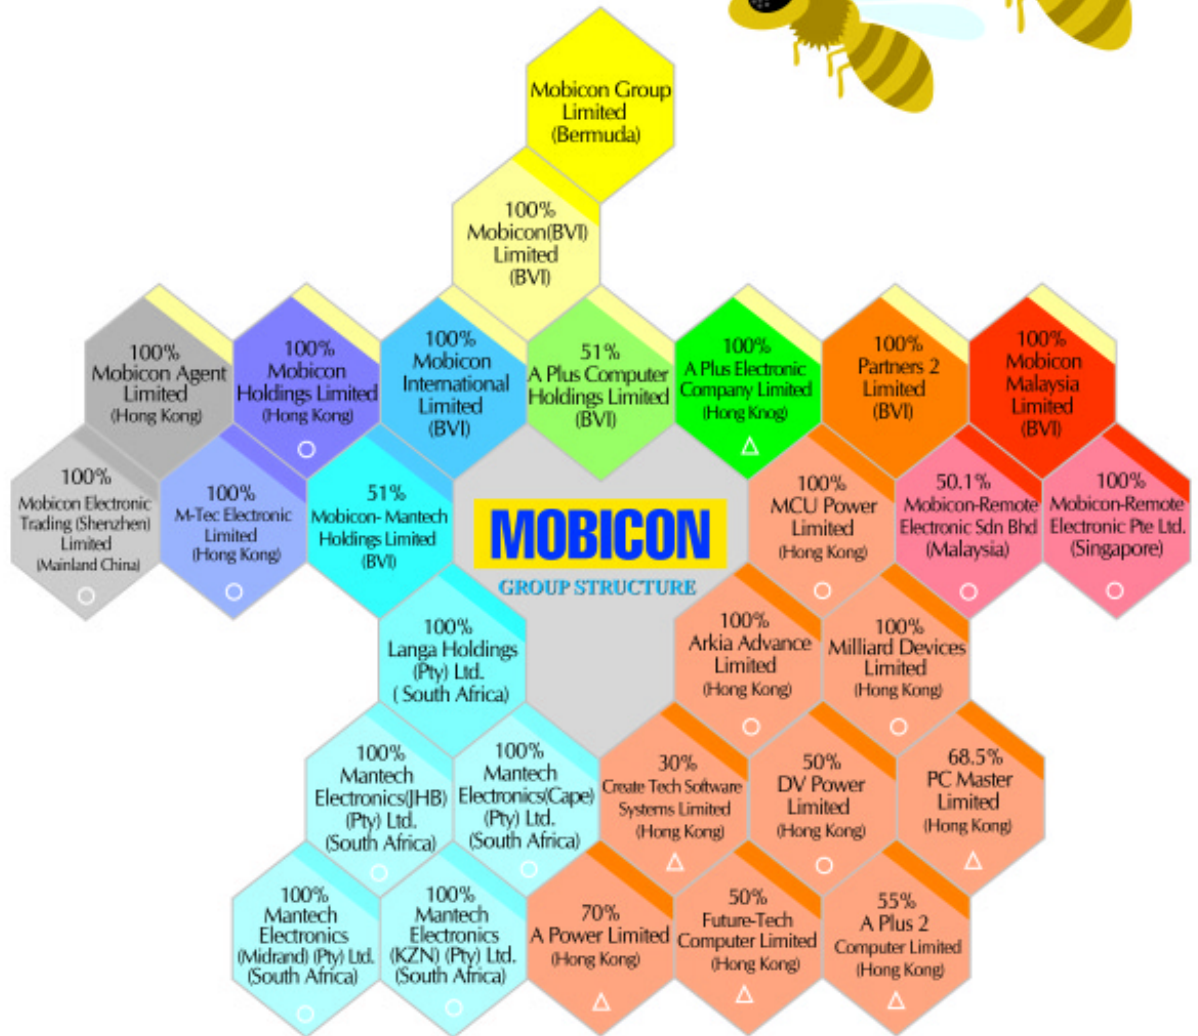 Mobicon Group
Limited
(Bermuda)
100%
Mobicon(BVI)
Limited
(BVI)
100%
Mobicon Agent
Limited
(Hong Kong)
100%
Mobicon
Holdings Limited
(Hong Kong)
100%
Mobicon
International
Limited
(BVI)
51%
A Plus Computer
Holdings Limited
(BVI)
100%
A Plus Electronic
Company Limited
(Hong Knog)
100%
Partners 2
Limited
(BVI)
100%
Mobicon
Malaysia
Limited
(BVI)
100%
Mobicon Electronic
Trading (Shenzhen)
Limited
(Mainland China)
100%
M-Tec Electronic
Limited
(Hong Kong)
51%
Mobicon- Mantech
Holdings Limited
(BVI)
MOBICON
GROUP STRUCTURE
100%
MCU Power
Limited
(Hong Kong)
50.1%
Mobicon-Remote
Electronic Sdn Bhd
(Malaysia)
100%
Mobicon-Remote
Electronic Pte Ltd.
(Singapore)
100%
Langa Holdings
(Pty) Ltd.
( South Africa)
100%
Arkia Advance
Limited
(Hong Kong)
100%
Milliard Devices
Limited
(Hong Kong)
100%
Mantech
Electronics(JHB)
(Pty) Ltd.
(South Africa)
100%
Mantech
Electronics(Cape)
(Pty) Ltd.
(South Africa)
30%
Create Tech Software
Systems Limited
(Hong Kong)
50%
DV Power
Limited
(Hong Kong)
68.5%
PC Master
Limited
(Hong Kong)
100%
Mantech
Electronics
(Midrand) (Pty) Ltd.
(South Africa)
100%
Mantech
Electronics
(KZN) (Pty) Ltd.
(South Africa)
70%
A Power Limited
(Hong Kong)
50%
Future-Tech
Computer Limited
(Hong Kong)
55%
A Plus 2
Computer Limited
(Hong Kong)